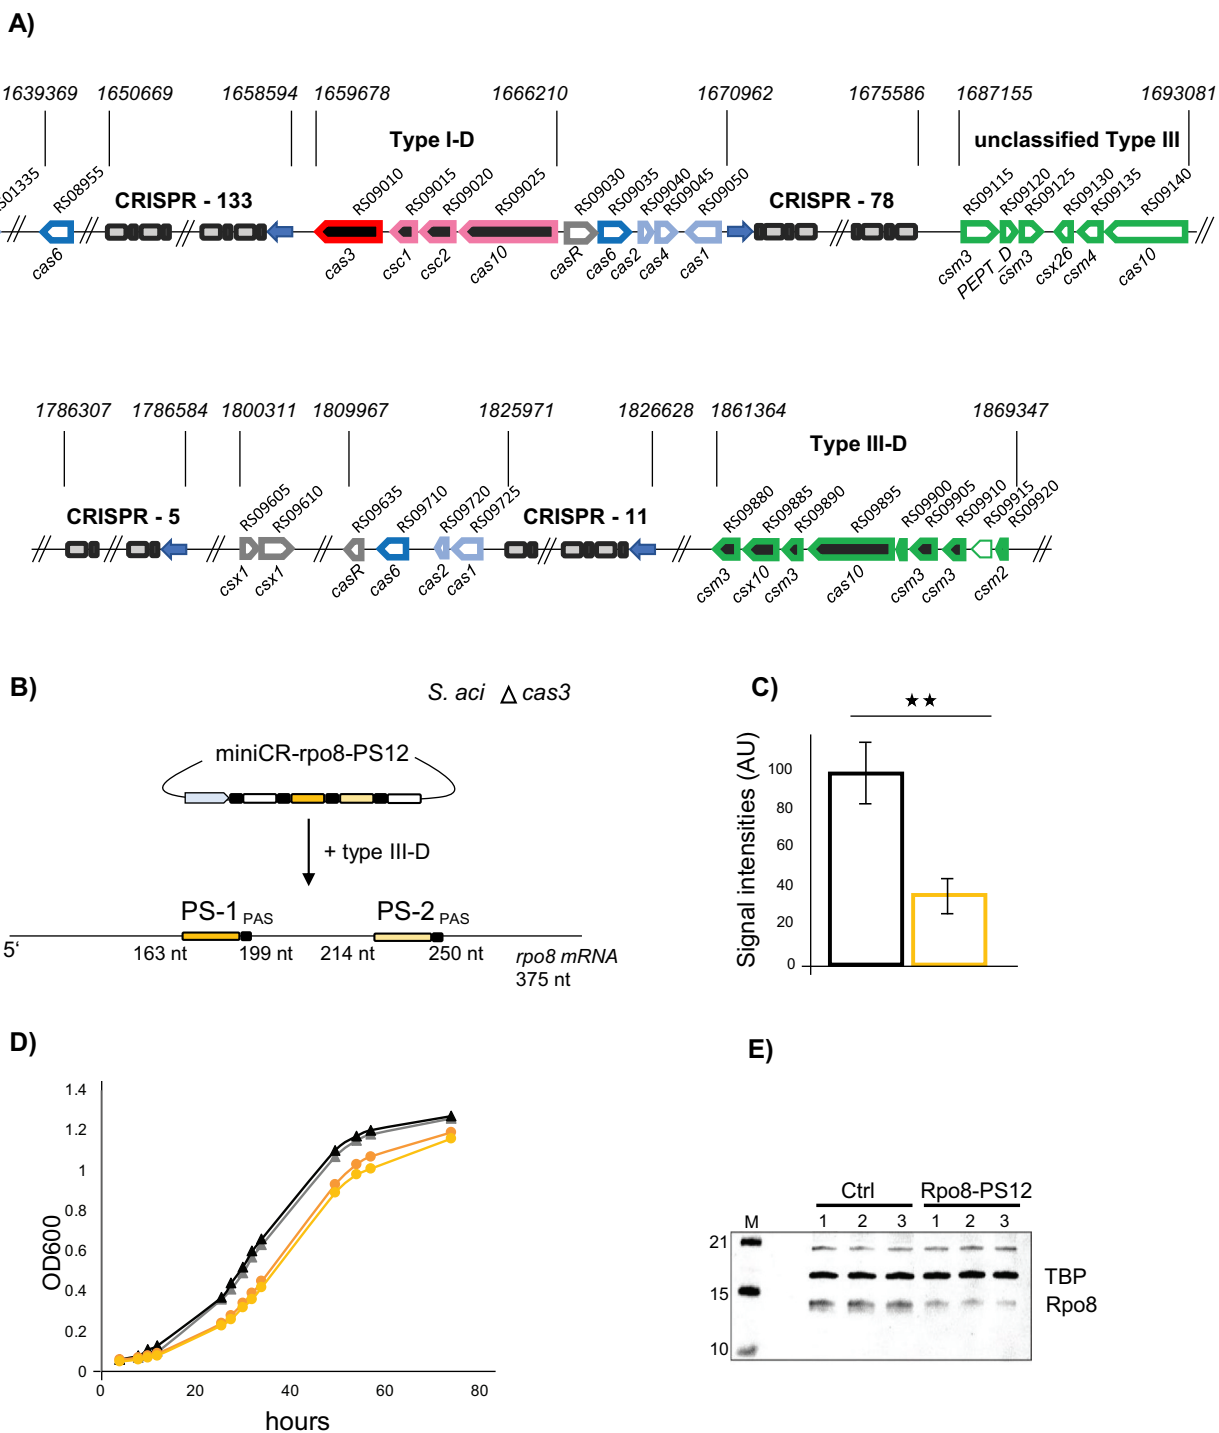 A)
1639369 1650669 1658594 1659678 1666210 1670962 1675586 1687155 1693081
Type I-D unclassified Type III
S01335 RS08955 CRISPR - 133 RS09010 RS09015 RS09020 RS09025 RS09030 RS09035 RS09040 RS09045 RS09050 CRISPR - 78 RS09115 RS09120 RS09125 RS09130 RS09135 RS09140
cas6 cas3 csc1 csc2 cas10 casR cas6 cas2 cas4 cas1 csm3 PEPT_D csm3 csx26 csm4 cas10
1786307 1786584 1800311 1809967 1825971 1826628 1861364 1869347
Type III-D
CRISPR - 5 RS09605 RS09610 RS09635 RS09710 RS09720 RS09725 CRISPR - 11 RS09880 RS09885 RS09890 RS09895 RS09900 RS09905 RS09910 RS09915 RS09920
csx1 csx1 casR cas6 cas2 cas1 csm3 csx10 csm3 cas10 csm3 csm3 csm2
B)
S. aci Δ cas3
miniCR-rpo8-PS12
+ type III-D
PS-1 PAS PS-2 PAS
5‘
163 nt 199 nt 214 nt 250 nt rpo8 mRNA
375 nt
C)
★★
Signal intensities (AU)
100
80
60
40
20
0
D)
OD600
1.4
1.2
1
0.8
0.6
0.4
0.2
0
0 20 40 60 80
hours
E)
Ctrl Rpo8-PS12
M 1 2 3 1 2 3
21
TBP
15
Rpo8
10